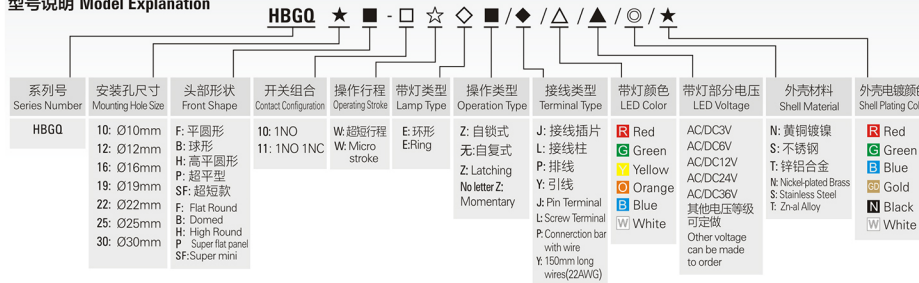 型号说明 Model Explanation
HBGQ ★ ■ - □ ☆ ◇ ■ / ◆ / △ / ▲ / ◎ / ★
系列号
Series Number
HBGQ
安装孔尺寸
Mounting Hole Size
10: Ø10mm
12: Ø12mm
16: Ø16mm
19: Ø19mm
22: Ø22mm
25: Ø25mm
30: Ø30mm
头部形状
Front Shape
F: 平圆形
B: 球形
H: 高平圆形
P: 超平型
SF: 超短款
F: Flat Round
B: Domed
H: High Round
P Super flat panel
SF:Super mini
开关组合
Contact Configuration
10: 1NO
11: 1NO 1NC
操作行程
Operating Stroke
W: 超短行程
W: Micro
stroke
带灯类型
Lamp Type
E: 环形
E:Ring
操作类型
Operation Type
Z: 自锁式
无:自复式
Z: Latching
No letter Z:
Momentary
接线类型
Terminal Type
J: 接线插片
L: 接线柱
P: 排线
Y: 引线
J: Pin Terminal
L: Screw Terminal
P: Connerction bar
with wire
Y: 150mm long
wires(22AWG)
带灯颜色
LED Color
R Red
G Green
Y Yellow
O Orange
B Blue
W White
带灯部分电压
LED Voltage
AC/DC3V
AC/DC6V
AC/DC12V
AC/DC24V
AC/DC36V
其他电压等级
可定做
Other voltage
can be made
to order
外壳材料
Shell Material
N: 黄铜镀镍
S: 不锈钢
T: 锌铝合金
N: Nickel-plated Brass
S: Stainless Steel
T: Zn-al Alloy
外壳电镀颜
Shell Plating Co
R Red
G Green
B Blue
GD Gold
N Black
W White